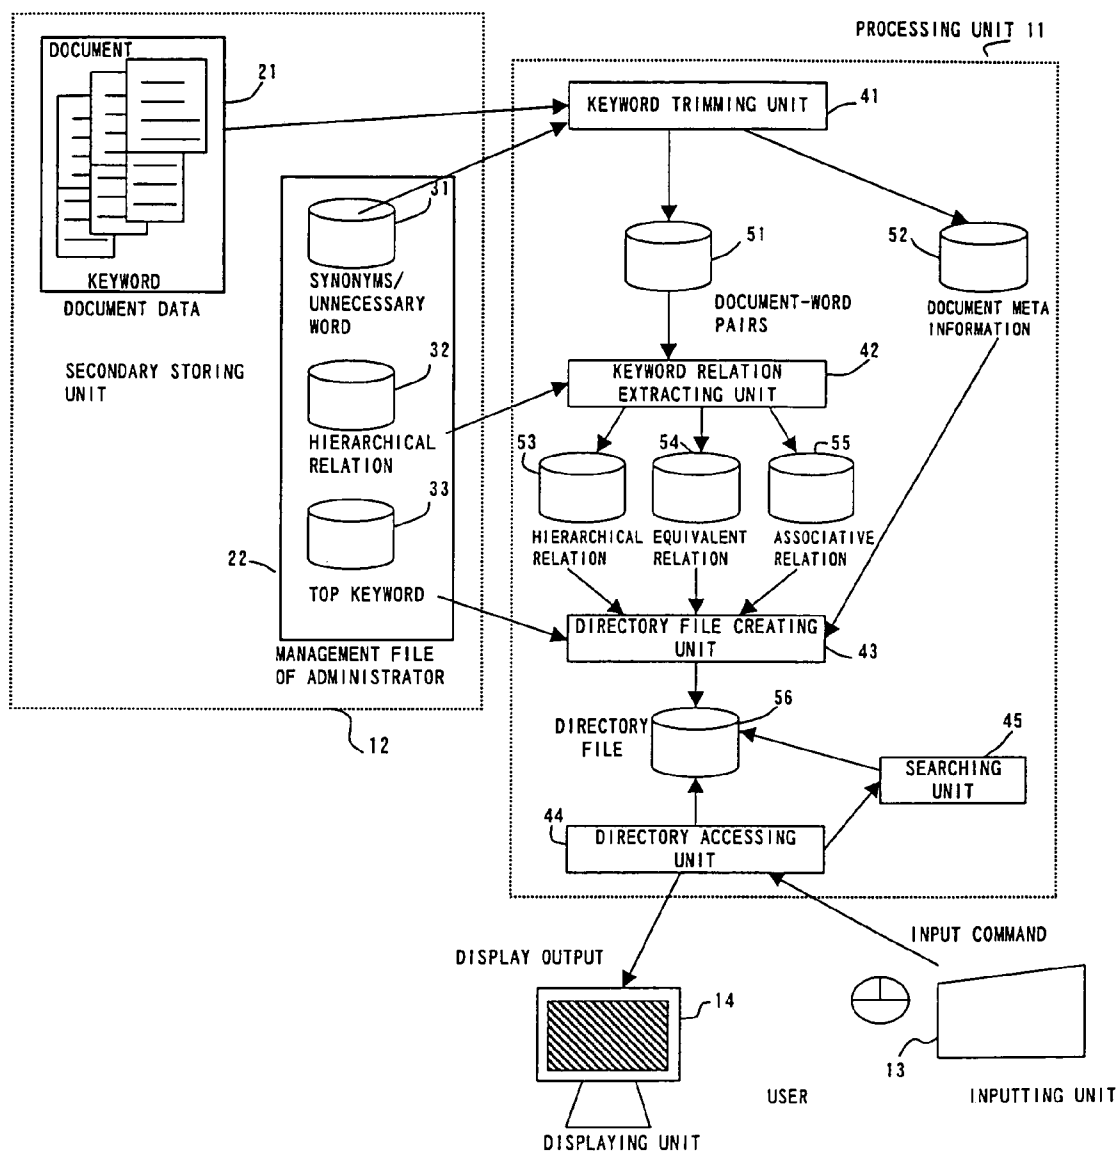 PROCESSING UNIT 11
DOCUMENT
21
KEYWORD
DOCUMENT DATA
SECONDARY STORING
UNIT
31
SYNONYMS/
UNNECESSARY
WORD
32
HIERARCHICAL
RELATION
33
TOP KEYWORD
22
MANAGEMENT FILE
OF ADMINISTRATOR
12
KEYWORD TRIMMING UNIT
41
51
52
DOCUMENT-WORD
PAIRS
DOCUMENT META
INFORMATION
KEYWORD RELATION
EXTRACTING UNIT
42
53
54
55
HIERARCHICAL
RELATION
EQUIVALENT
RELATION
ASSOCIATIVE
RELATION
DIRECTORY FILE CREATING
UNIT
43
DIRECTORY
FILE
56
45
SEARCHING
UNIT
44
DIRECTORY ACCESSING
UNIT
INPUT COMMAND
DISPLAY OUTPUT
14
13
USER
INPUTTING UNIT
DISPLAYING UNIT